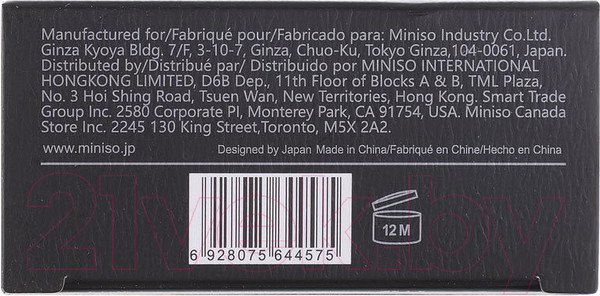 Manufactured for/Fabriqué pour/Fabricado para: Miniso Industry Co.Ltd.
Ginza Kyoya Bldg. 7/F, 3-10-7, Ginza, Chuo-Ku, Tokyo Ginza,104-0061, Japan.
Distributed by/Distribué par/ Distribuido por MINISO INTERNATIONAL
HONGKONG LIMITED, D6B Dep., 11th Floor of Blocks A & B, TML Plaza,
No. 3 Hoi Shing Road, Tsuen Wan, New Territories, Hong Kong. Smart Trade
Group Inc. 2580 Corporate Pl, Monterey Park, CA 91754, USA. Miniso Canada
Store Inc. 2245 130 King Street,Toronto, M5X 2A2.
www.miniso.jp Designed by Japan Made in China/Fabriqué en Chine/Hecho en China
12M
6 928075 644575
21vek.by